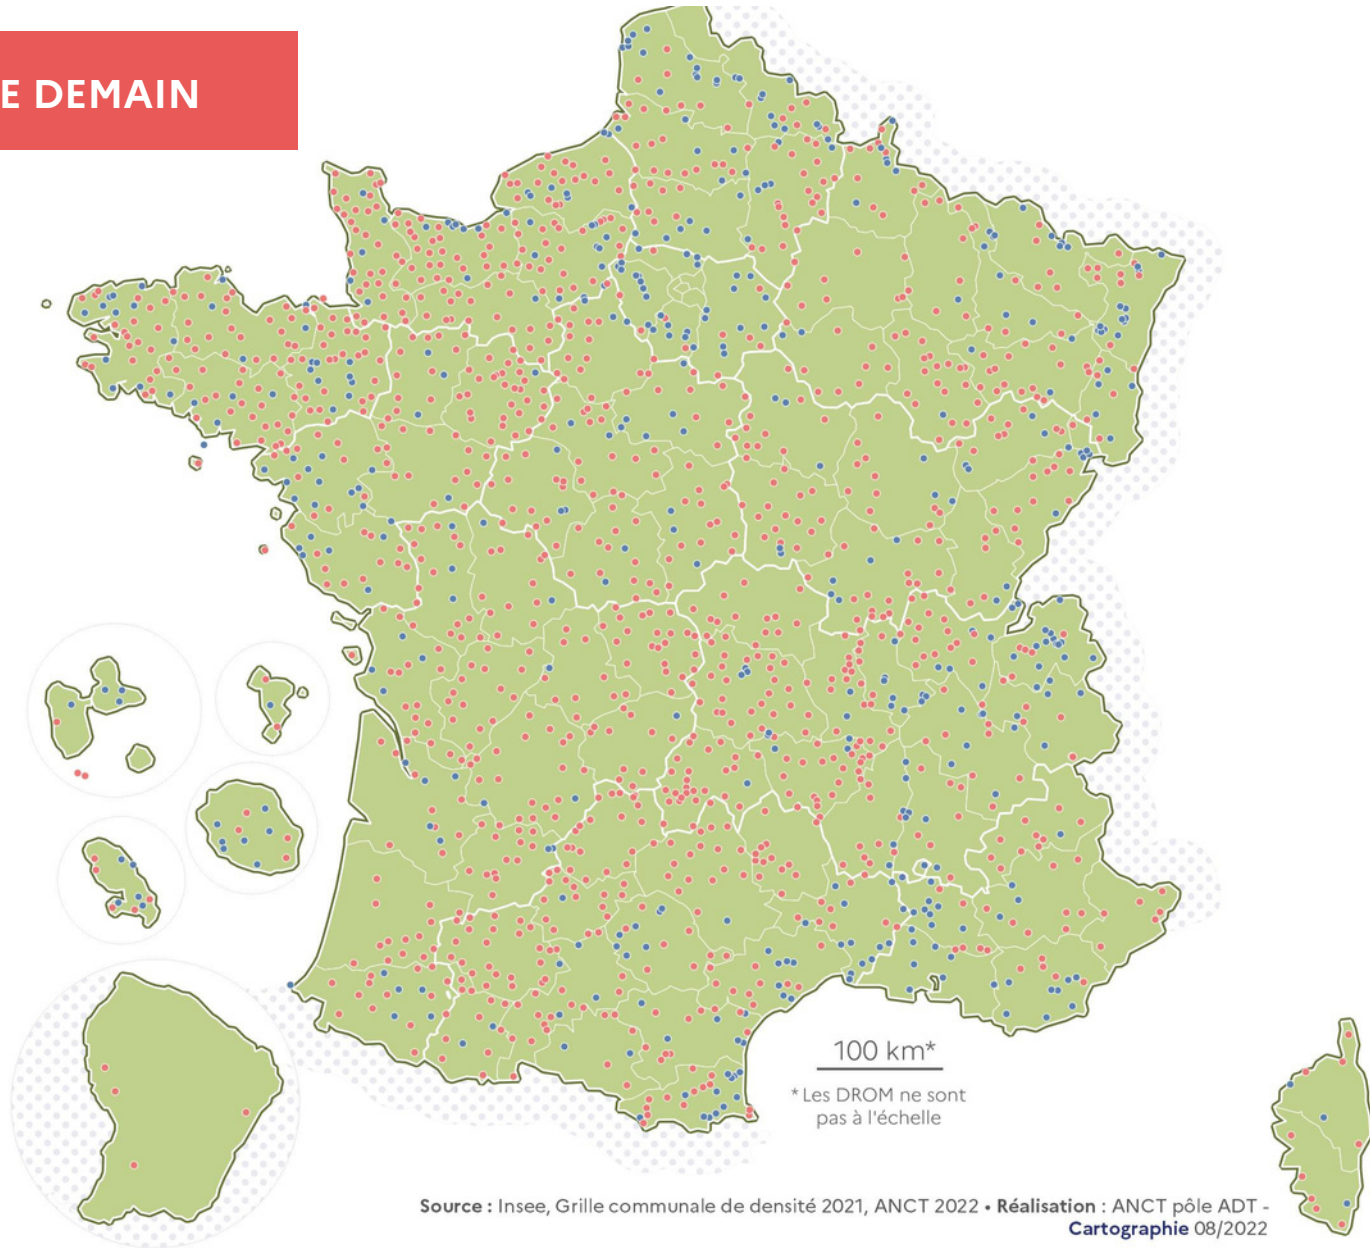 E DEMAIN
100 km*
* Les DROM ne sont
pas à l'échelle
Source : Insee, Grille communale de densité 2021, ANCT 2022 • Réalisation : ANCT pôle ADT -
Cartographie 08/2022